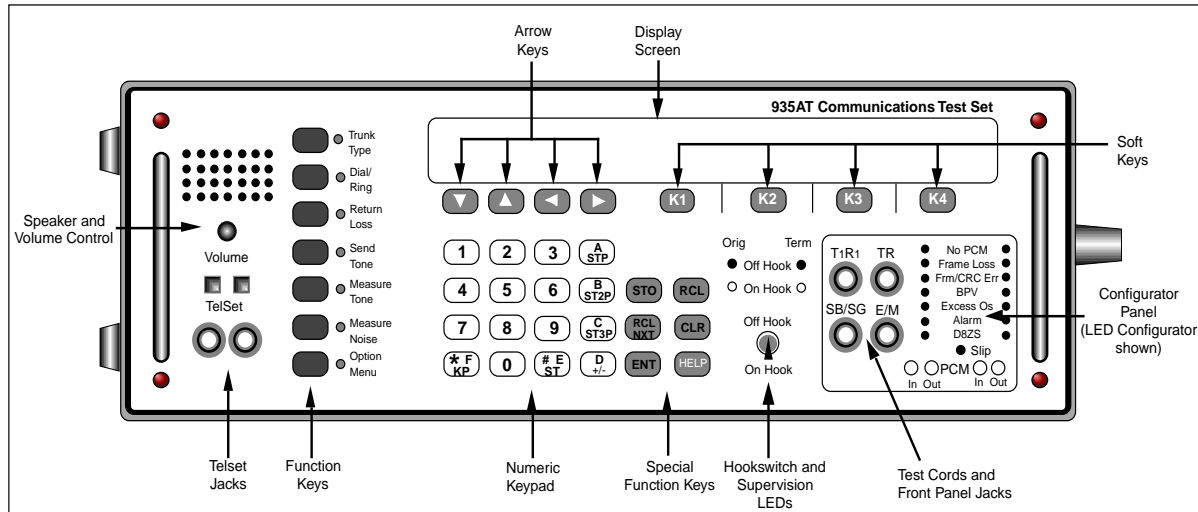 Arrow
Keys
Display
Screen
935AT Communications Test Set
Soft
Keys
Speaker and
Volume Control
Volume
TelSet
Trunk
Type
Dial/
Ring
Return
Loss
Send
Tone
Measure
Tone
Measure
Noise
Option
Menu
K1 K2 K3 K4
1 2 3 A
STP
4 5 6 B
ST2P
7 8 9 C
ST3P
* F
KP
0
# E
ST
D
+/-
STO RCL
RCL
NXT
CLR
ENT HELP
Orig Term
Off Hook
On Hook
Off Hook
On Hook
T1R1 TR
SB/SG E/M
No PCM
Frame Loss
Frm/CRC Err
BPV
Excess Os
Alarm
D8ZS
Slip
PCM
In Out In Out
Configurator
Panel
(LED Configurator
shown)
Telset
Jacks
Function
Keys
Numeric
Keypad
Special
Function Keys
Hookswitch and
Supervision
LEDs
Test Cords and
Front Panel Jacks